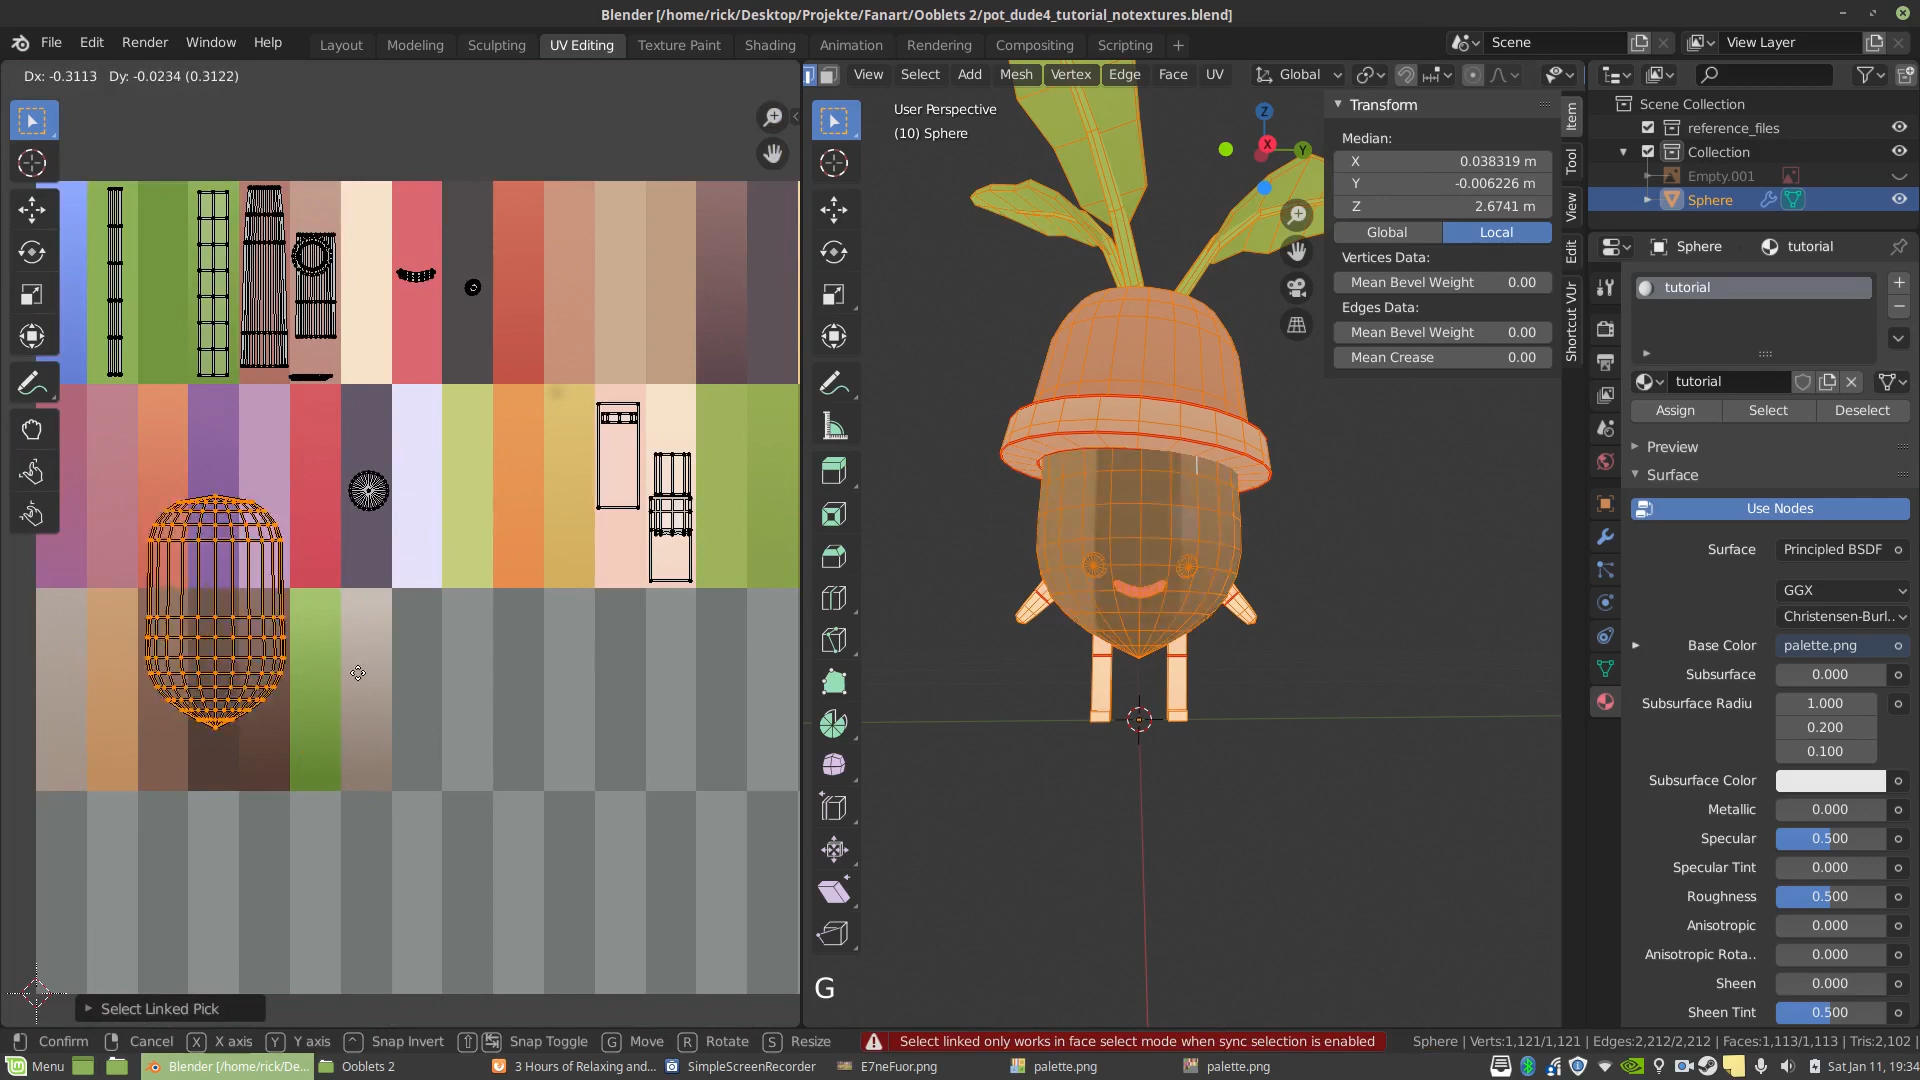 Blender [/home/rick/Desktop/Projekte/Fanart/Ooblets 2/pot_dude4_tutorial_notextures.blend]
File Edit Render Window Help
Layout Modeling Sculpting UV Editing Texture Paint Shading Animation Rendering Compositing Scripting
Scene
View Layer
Dx: -0.3113 Dy: -0.0234 (0.3122)
View Select Add Mesh Vertex Edge Face UV
Global
User Perspective
(10) Sphere
Z
X
Y
Transform
Median:
X 0.038319 m
Y -0.006226 m
Z 2.6741 m
Global Local
Vertices Data:
Mean Bevel Weight 0.00
Edges Data:
Mean Bevel Weight 0.00
Mean Crease 0.00
Item
Tool
View
Edit
Shortcut VUr
Scene Collection
reference_files
Collection
Empty.001
Sphere
Sphere tutorial
tutorial
tutorial
Assign Select Deselect
Preview
Surface
Use Nodes
Surface Principled BSDF
GGX
Christensen-Burl..
Base Color palette.png
Subsurface 0.000
Subsurface Radiu 1.000
0.200
0.100
Subsurface Color
Metallic 0.000
Specular 0.500
Specular Tint 0.000
Roughness 0.500
Anisotropic 0.000
Anisotropic Rota.. 0.000
Sheen 0.000
Sheen Tint 0.500
G
Select Linked Pick
Confirm Cancel X X axis Y Y axis ^ Snap Invert Snap Toggle G Move R Rotate S Resize
Select linked only works in face select mode when sync selection is enabled
Sphere | Verts:1,121/1,121 | Edges:2,212/2,212 | Faces:1,113/1,113 | Tris:2,102 |
Menu Blender [/home/rick/De... Ooblets 2 3 Hours of Relaxing and... SimpleScreenRecorder E7neFuor.png palette.png palette.png Sat Jan 11, 19:34